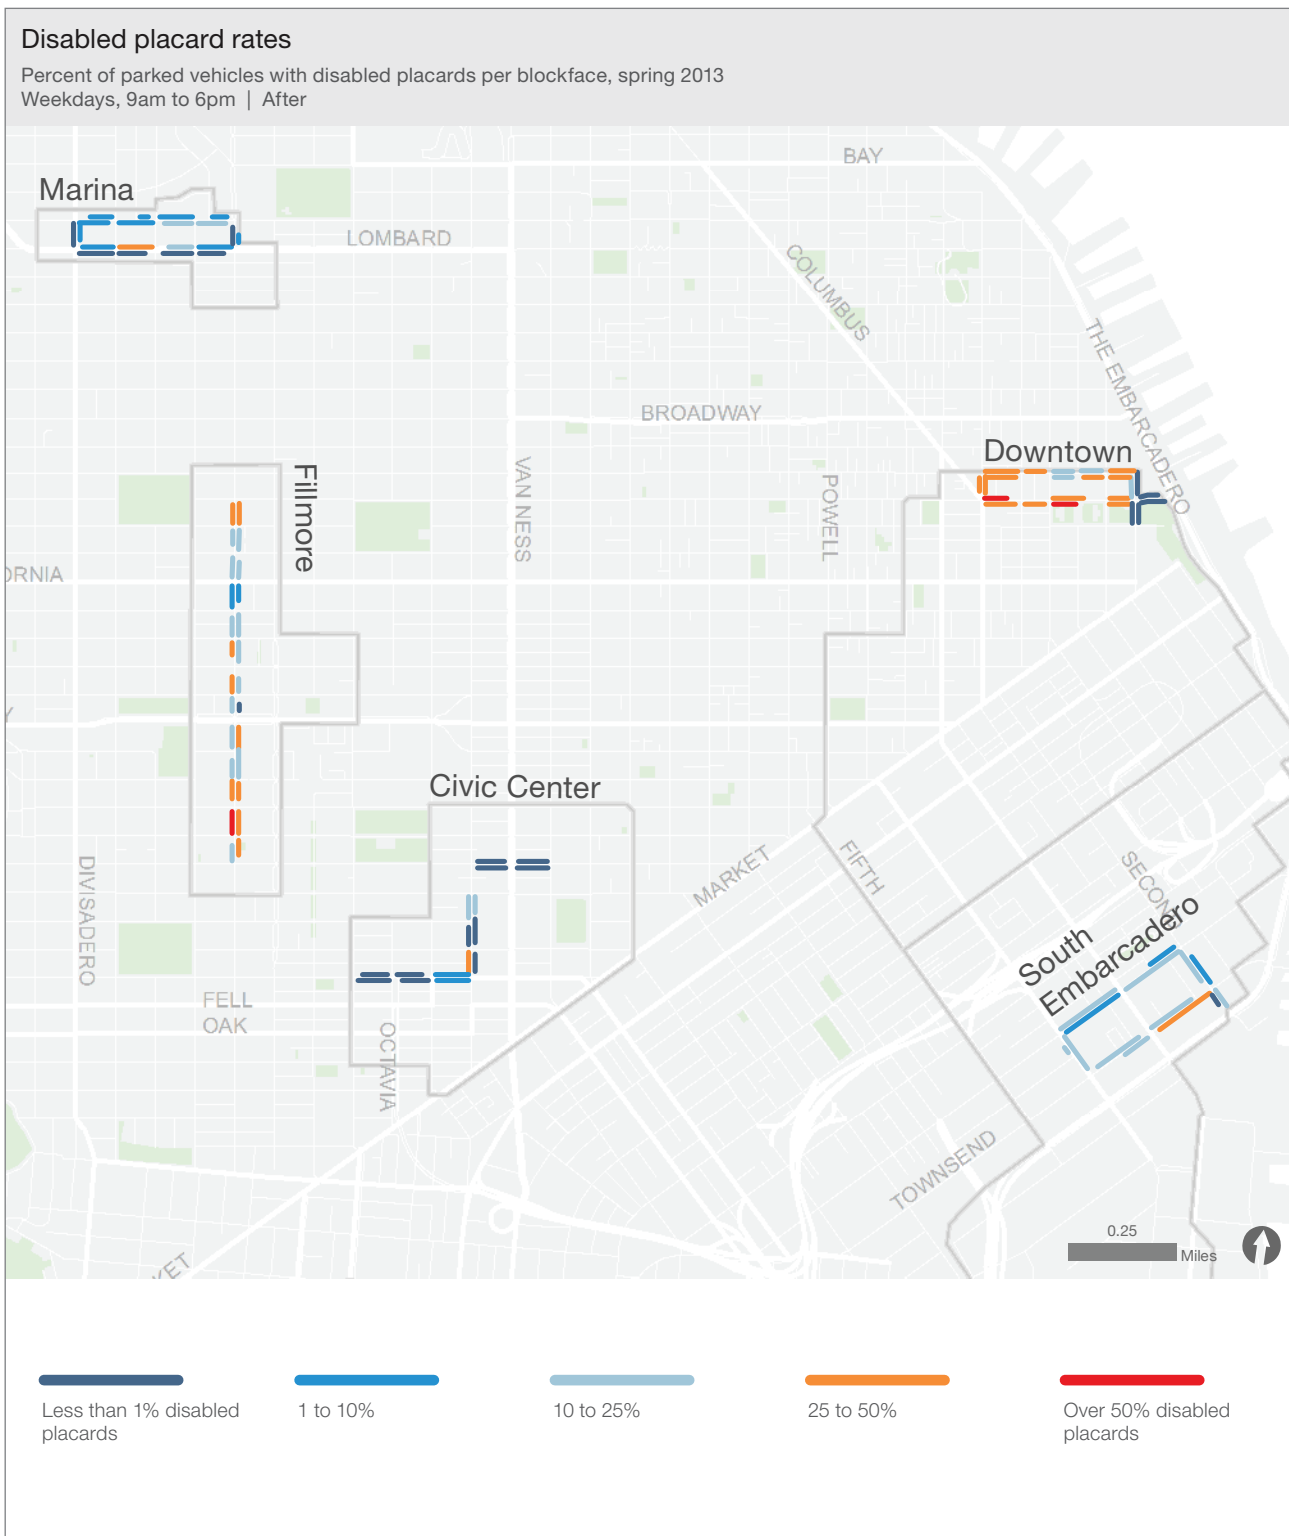 Disabled placard rates
Percent of parked vehicles with disabled placards per blockface, spring 2013
Weekdays, 9am to 6pm | After
BAY
Marina
LOMBARD
COLUMBUS
THE EMBARCADERO
BROADWAY
Downtown
Fillmore
VAN NESS
POWELL
ORNIA
Y
Civic Center
MARKET
FIFTH
SECOND
DIVISADERO
South
Embarcadero
FELL
OAK
OCTAVIA
TOWNSEND
0.25
Miles
KET
Less than 1% disabled
placards
1 to 10%
10 to 25%
25 to 50%
Over 50% disabled
placards